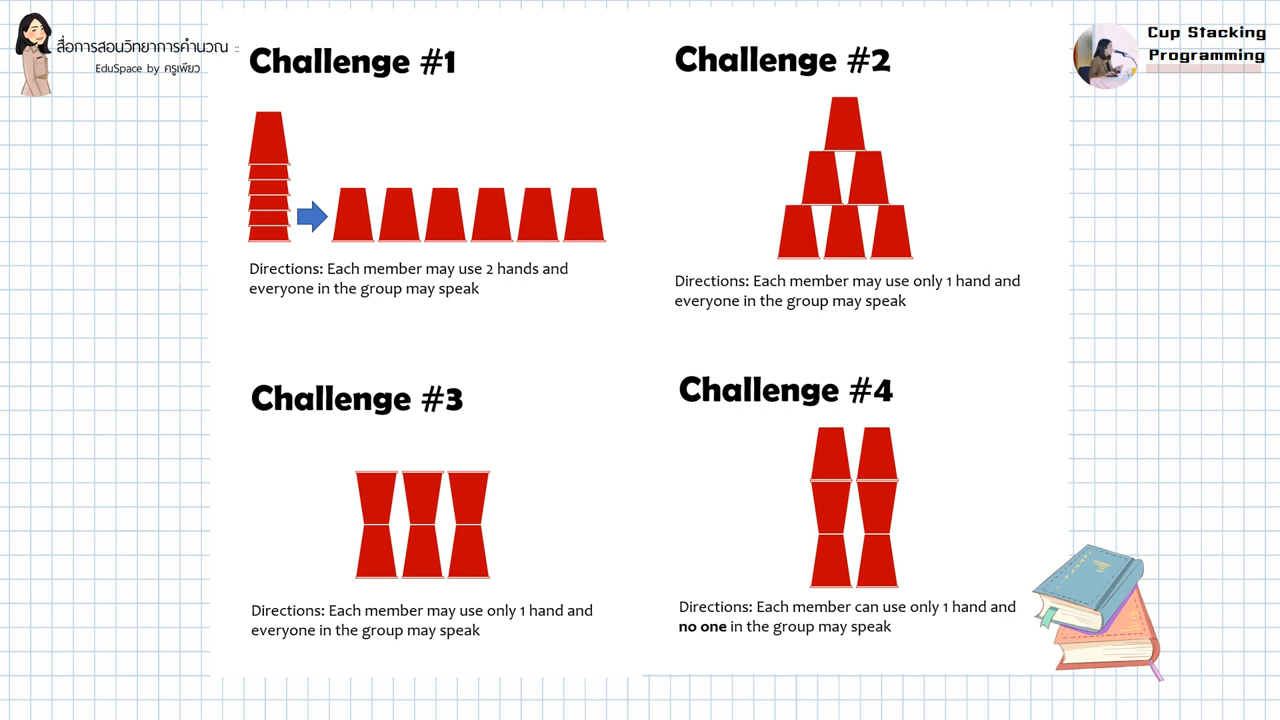 สื่อการสอนวิทยาการคำนวณ
EduSpace by ครูเพียว
Cup Stacking
Programming
Challenge #1
Directions: Each member may use 2 hands and
everyone in the group may speak
Challenge #2
Directions: Each member may use only 1 hand and
everyone in the group may speak
Challenge #3
Directions: Each member may use only 1 hand and
everyone in the group may speak
Challenge #4
Directions: Each member can use only 1 hand and
no one in the group may speak